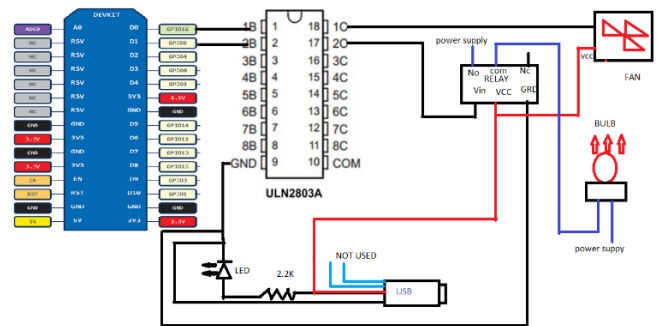 DEVKIT
ADC0 A0 D0 GPIO16
NC RSV D1 GPIO5
NC RSV D2 GPIO4
NC RSV D3 GPIO0
NC RSV D4 GPIO2
NC RSV 3V3 3.3V
NC RSV GND GND
GND GND D5 GPIO14
3.3V 3V3 D6 GPIO12
GND GND D7 GPIO13
3.3V 3V3 D8 GPIO15
EN EN D9 GPIO3
RST RST D10 GPIO1
GND GND GND GND
5V 5V 3V3 3.3V
1B 1 18 1C
2B 2 17 2C
3B 3 16 3C
4B 4 15 4C
5B 5 14 5C
6B 6 13 6C
7B 7 12 7C
8B 8 11 8C
GND 9 10 COM
ULN2803A
power supply
No com Nc
RELAY
Vin VCC GRD
vcc
FAN
BULB
power suppy
LED
2.2K
NOT USED
USB